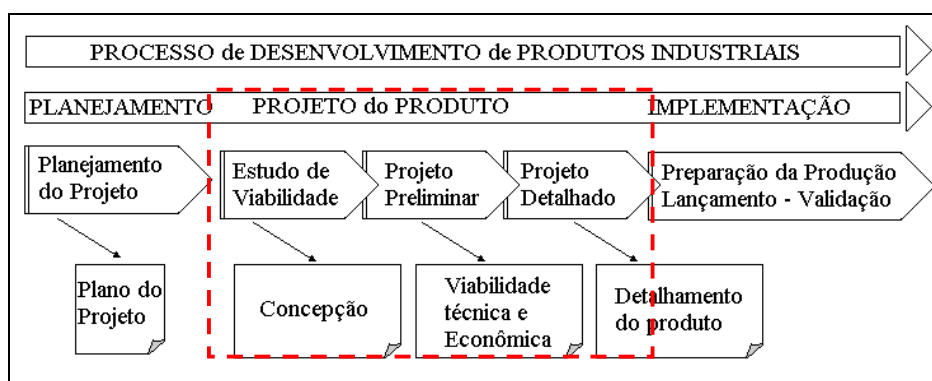 PROCESSO de DESENVOLVIMENTO de PRODUTOS INDUSTRIAIS
PLANEJAMENTO PROJETO do PRODUTO IMPLEMENTAÇÃO
Planejamento
do Projeto
Estudo de
Viabilidade
Projeto
Preliminar
Projeto
Detalhado
Preparação da Produção
Lançamento - Validação
Plano do
Projeto
Concepção
Viabilidade
técnica e
Econômica
Detalhamento
do produto